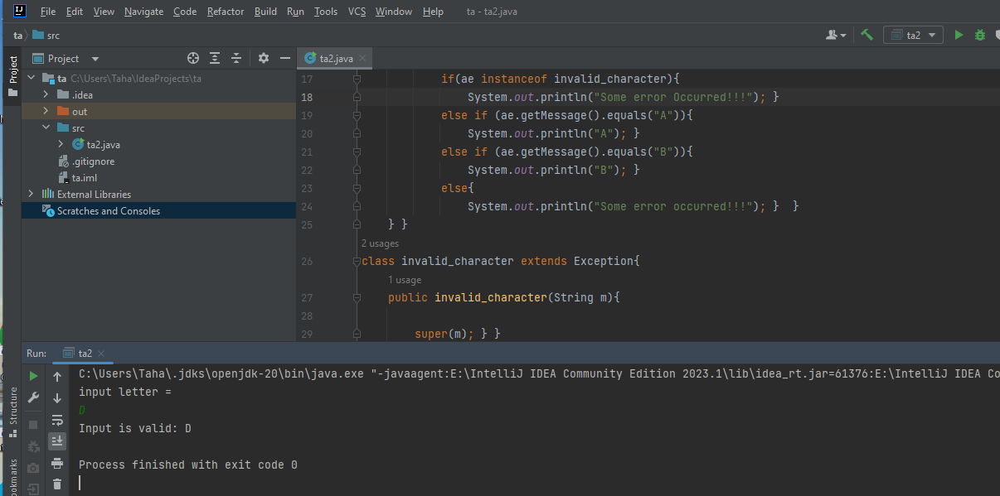 File Edit View Navigate Code Refactor Build Run Tools VCS Window Help ta - ta2.java
ta src
ta2
Project
Project
ta2.java
ta C:\Users\Taha\IdeaProjects\ta
.idea
out
src
ta2.java
.gitignore
ta.iml
External Libraries
Scratches and Consoles
17 if(ae instanceof invalid_character){
18 System.out.println("Some error Occurred!!!"); }
19 else if (ae.getMessage().equals("A")){
20 System.out.println("A"); }
21 else if (ae.getMessage().equals("B")){
22 System.out.println("B"); }
23 else{
24 System.out.println("Some error occurred!!!"); } }
25 } }
2 usages
26 class invalid_character extends Exception{
1 usage
27 public invalid_character(String m){
28
29 super(m); } }
Run: ta2
C:\Users\Taha\.jdks\openjdk-20\bin\java.exe "-javaagent:E:\IntelliJ IDEA Community Edition 2023.1\lib\idea_rt.jar=61376:E:\IntelliJ IDEA Co
input letter =
D
Input is valid: D
Process finished with exit code 0
Structure
ookmarks